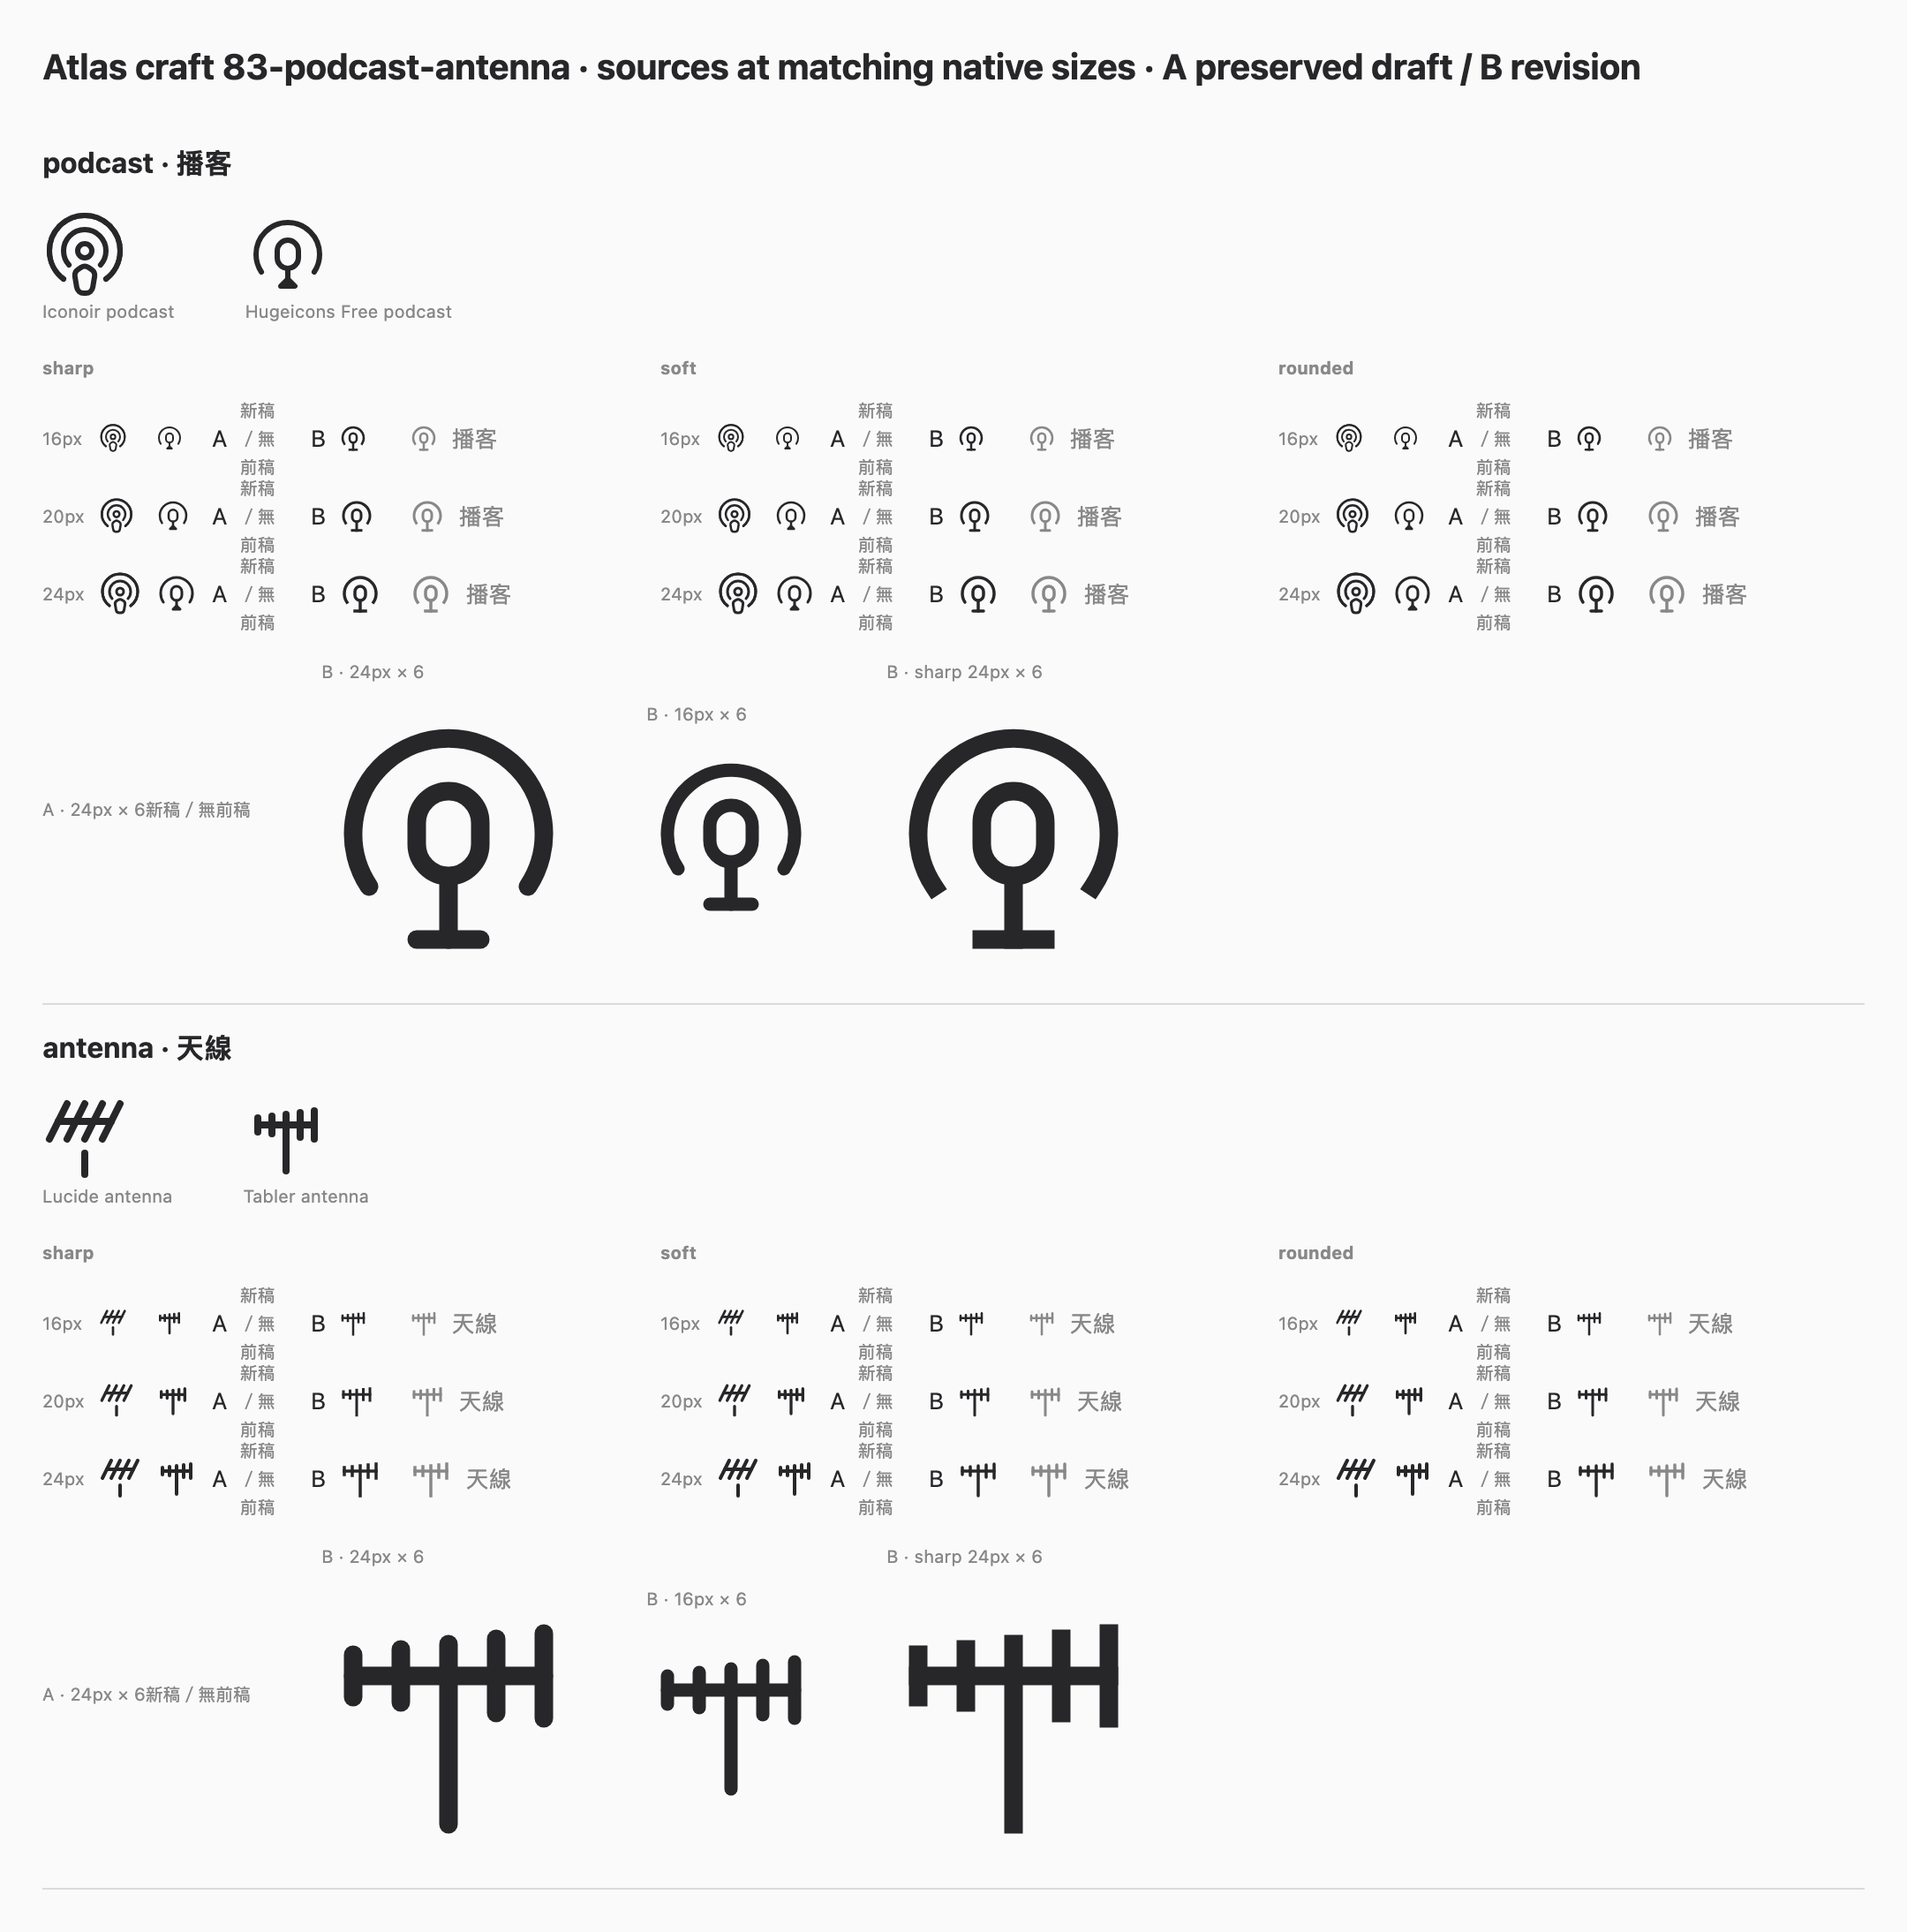 Atlas craft 83-podcast-antenna · sources at matching native sizes · A preserved draft / B revision
podcast · 播客
Iconoir podcast
Hugeicons Free podcast
sharp
16px A 新稿 / 無前稿 B 播客
20px A 新稿 / 無前稿 B 播客
24px A 新稿 / 無前稿 B 播客
soft
16px A 新稿 / 無前稿 B 播客
20px A 新稿 / 無前稿 B 播客
24px A 新稿 / 無前稿 B 播客
rounded
16px A 新稿 / 無前稿 B 播客
20px A 新稿 / 無前稿 B 播客
24px A 新稿 / 無前稿 B 播客
A · 24px × 6新稿 / 無前稿
B · 24px × 6
B · 16px × 6
B · sharp 24px × 6
antenna · 天線
Lucide antenna
Tabler antenna
sharp
16px A 新稿 / 無前稿 B 天線
20px A 新稿 / 無前稿 B 天線
24px A 新稿 / 無前稿 B 天線
soft
16px A 新稿 / 無前稿 B 天線
20px A 新稿 / 無前稿 B 天線
24px A 新稿 / 無前稿 B 天線
rounded
16px A 新稿 / 無前稿 B 天線
20px A 新稿 / 無前稿 B 天線
24px A 新稿 / 無前稿 B 天線
A · 24px × 6新稿 / 無前稿
B · 24px × 6
B · 16px × 6
B · sharp 24px × 6